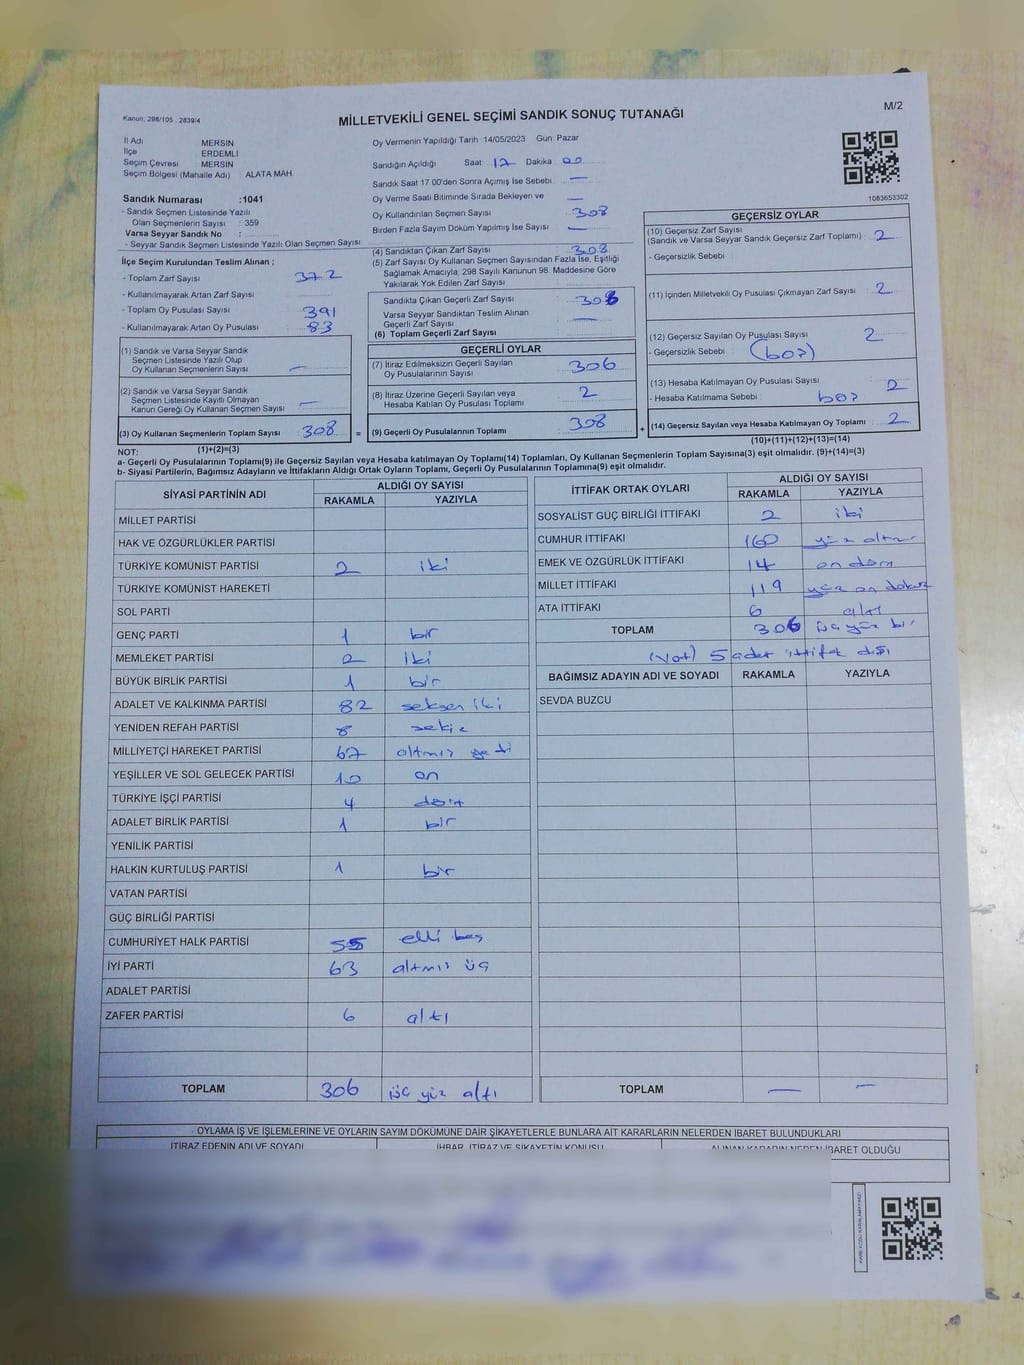 Kanun: 298/105 , 2839/4
MİLLETVEKİLİ GENEL SEÇİMİ SANDIK SONUÇ TUTANAĞI
M/2
İl Adı MERSİN
İlçe ERDEMLİ
Seçim Çevresi MERSİN
Seçim Bölgesi (Mahalle Adı) : ALATA MAH.
Sandık Numarası :1041
- Sandık Seçmen Listesinde Yazılı
Olan Seçmenlerin Sayısı : 359
Varsa Seyyar Sandık No :
- Seyyar Sandık Seçmen Listesinde Yazılı Olan Seçmen Sayısı
İlçe Seçim Kurulundan Teslim Alınan ;
- Toplam Zarf Sayısı 372
- Kullanılmayarak Artan Zarf Sayısı
- Toplam Oy Pusulası Sayısı 391
- Kullanılmayarak Artan Oy Pusulası 83
(1) Sandık ve Varsa Seyyar Sandık
Seçmen Listesinde Yazılı Olup
Oy Kullanan Seçmenlerin Sayısı —
(2) Sandık ve Varsa Seyyar Sandık
Seçmen Listesinde Kayıtlı Olmayan
Kanun Gereği Oy Kullanan Seçmen Sayısı —
(3) Oy Kullanan Seçmenlerin Toplam Sayısı 308 =
Oy Vermenin Yapıldığı Tarih :14/05/2023 Gün: Pazar
Sandığın Açıldığı Saat: 17 Dakika 00
Sandık Saat 17.00'den Sonra Açımış İse Sebebi —
Oy Verme Saati Bitiminde Sırada Bekleyen ve —
Oy Kullandırılan Seçmen Sayısı 308
Birden Fazla Sayım Döküm Yapılmış İse Sayısı —
(4) Sandıktan Çıkan Zarf Sayısı 308
(5) Zarf Sayısı Oy Kullanan Seçmen Sayısından Fazla İse, Eşitliği
Sağlamak Amacıyla; 298 Sayılı Kanunun 98. Maddesine Göre
Yakılarak Yok Edilen Zarf Sayısı
Sandıkta Çıkan Geçerli Zarf Sayısı 308
Varsa Seyyar Sandıktan Teslim Alınan
Geçerli Zarf Sayısı —
(6) Toplam Geçerli Zarf Sayısı
GEÇERLİ OYLAR
(7) İtiraz Edilmeksizin Geçerli Sayılan
Oy Pusulalarının Sayısı 306
(8) İtiraz Üzerine Geçerli Sayılan veya
Hesaba Katılan Oy Pusulası Toplamı 2
(9) Geçerli Oy Pusulalarının Toplamı 308 +
1083653302
GEÇERSİZ OYLAR
(10) Geçersiz Zarf Sayısı
(Sandık ve Varsa Seyyar Sandık Geçersiz Zarf Toplamı) 2
- Geçersizlik Sebebi
(11) İçinden Milletvekili Oy Pusulası Çıkmayan Zarf Sayısı 2
(12) Geçersiz Sayılan Oy Pusulası Sayısı 2
- Geçersizlik Sebebi
(13) Hesaba Katılmayan Oy Pusulası Sayısı 2
- Hesaba Katılmama Sebebi
(14) Geçersiz Sayılan veya Hesaba Katılmayan Oy Toplamı 2
NOT: (1)+(2)=(3) (10)+(11)+(12)+(13)=(14)
a- Geçerli Oy Pusulalarının Toplamı(9) ile Geçersiz Sayılan veya Hesaba katılmayan Oy Toplamı(14) Toplamları, Oy Kullanan Seçmenlerin Toplam Sayısına(3) eşit olmalıdır. (9)+(14)=(3)
b- Siyasi Partilerin, Bağımsız Adayların ve İttifakların Aldığı Ortak Oyların Toplamı, Geçerli Oy Pusulalarının Toplamına(9) eşit olmalıdır.
SİYASİ PARTİNİN ADI ALDIĞI OY SAYISI
RAKAMLA YAZIYLA
MİLLET PARTİSİ
HAK VE ÖZGÜRLÜKLER PARTİSİ
TÜRKİYE KOMÜNİST PARTİSİ 2 iki
TÜRKİYE KOMÜNİST HAREKETİ
SOL PARTİ
GENÇ PARTİ 1 bir
MEMLEKET PARTİSİ 2 iki
BÜYÜK BİRLİK PARTİSİ 1 bir
ADALET VE KALKINMA PARTİSİ 82 seksen iki
YENİDEN REFAH PARTİSİ 8 sekiz
MİLLİYETÇİ HAREKET PARTİSİ 67 altmış yedi
YEŞİLLER VE SOL GELECEK PARTİSİ 10 on
TÜRKİYE İŞÇİ PARTİSİ 4 dört
ADALET BİRLİK PARTİSİ 1 bir
YENİLİK PARTİSİ
HALKIN KURTULUŞ PARTİSİ 1 bir
VATAN PARTİSİ
GÜÇ BİRLİĞİ PARTİSİ
CUMHURİYET HALK PARTİSİ 55 elli beş
İYİ PARTİ 63 altmış üç
ADALET PARTİSİ
ZAFER PARTİSİ 6 altı
TOPLAM 306 üç yüz altı
İTTİFAK ORTAK OYLARI ALDIĞI OY SAYISI
RAKAMLA YAZIYLA
SOSYALİST GÜÇ BİRLİĞİ İTTİFAKI 2 iki
CUMHUR İTTİFAKI 160 yüz altmış
EMEK VE ÖZGÜRLÜK İTTİFAKI 14 on dört
MİLLET İTTİFAKI 119 yüz on dokuz
ATA İTTİFAKI 6 altı
TOPLAM 306 üç yüz bir
(Not) 5 adet ittifak dışı
BAĞIMSIZ ADAYIN ADI VE SOYADI RAKAMLA YAZIYLA
SEVDA BUZCU
TOPLAM — —
OYLAMA İŞ VE İŞLEMLERİNE VE OYLARIN SAYIM DÖKÜMÜNE DAİR ŞİKAYETLERLE BUNLARA AİT KARARLARIN NELERDEN İBARET BULUNDUKLARI
İTİRAZ EDENİN ADI VE SOYADI İHBAR, İTİRAZ VE ŞİKAYETİN KONUSU ALINAN KARARIN NEDEN İBARET OLDUĞU